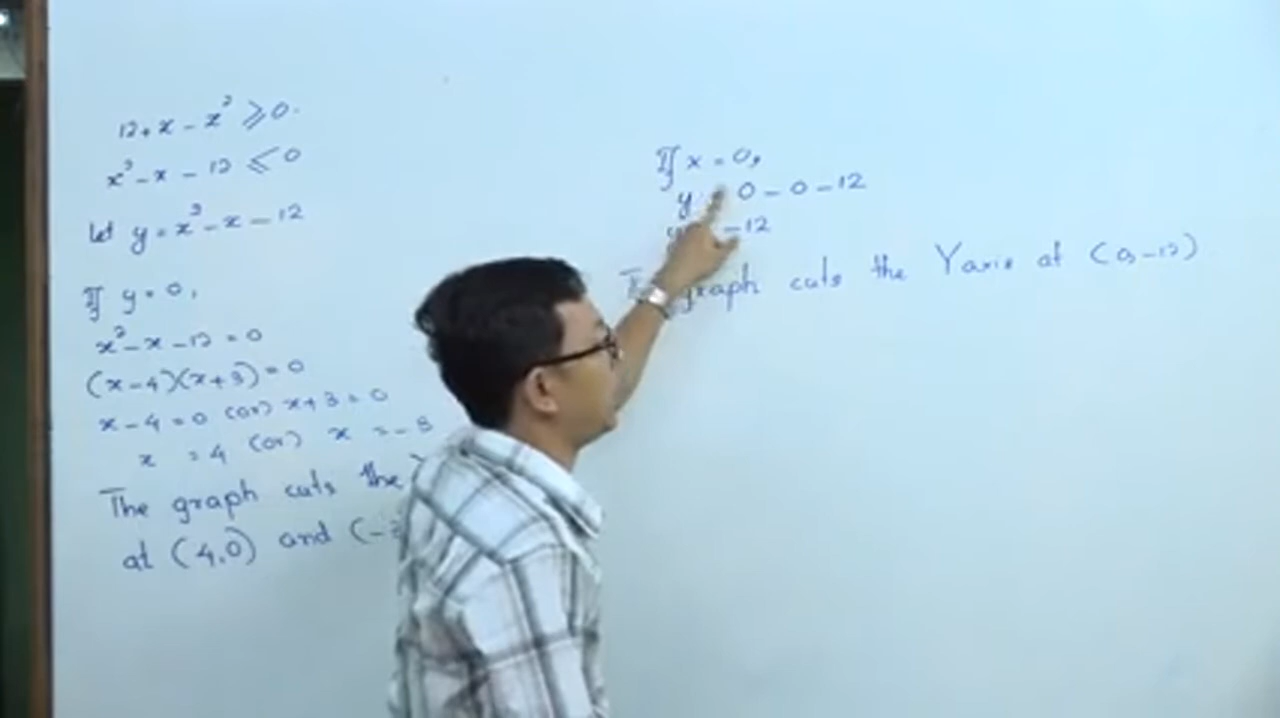 12+x-x² ⩾0.
x²-x-12 ⩽0
let y=x²-x-12
If y=0,
x²-x-12=0
(x-4)(x+3)=0
x-4=0 (or) x+3=0
x =4 (or) x =-3
The graph cuts the
at (4,0) and (-3
If x=0,
y = 0-0-12
y -12
graph cuts the Yaxis at (0,-12)